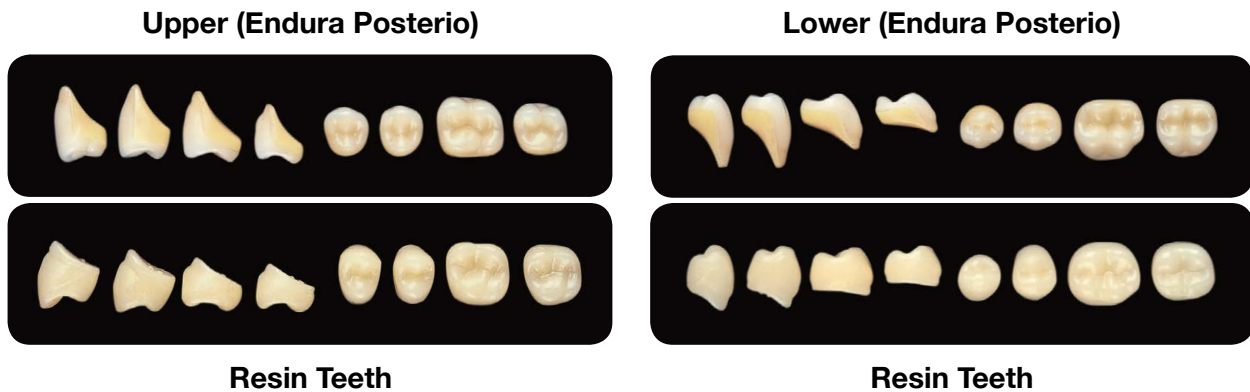 Upper (Endura Posterio)
Lower (Endura Posterio)
Resin Teeth
Resin Teeth